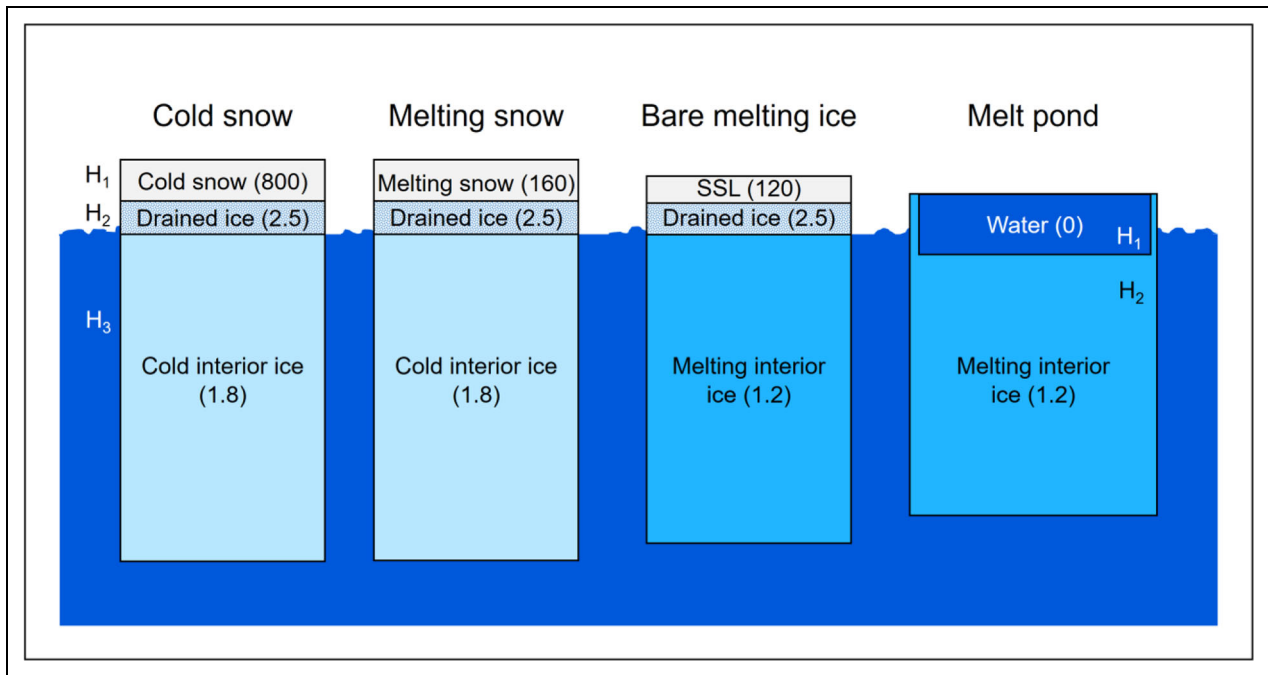 Cold snow
Melting snow
Bare melting ice
Melt pond
H₁
Cold snow (800)
Melting snow (160)
SSL (120)
H₂
Drained ice (2.5)
Drained ice (2.5)
Drained ice (2.5)
Water (0)
H₁
H₂
H₃
Cold interior ice
(1.8)
Cold interior ice
(1.8)
Melting interior
ice (1.2)
Melting interior
ice (1.2)